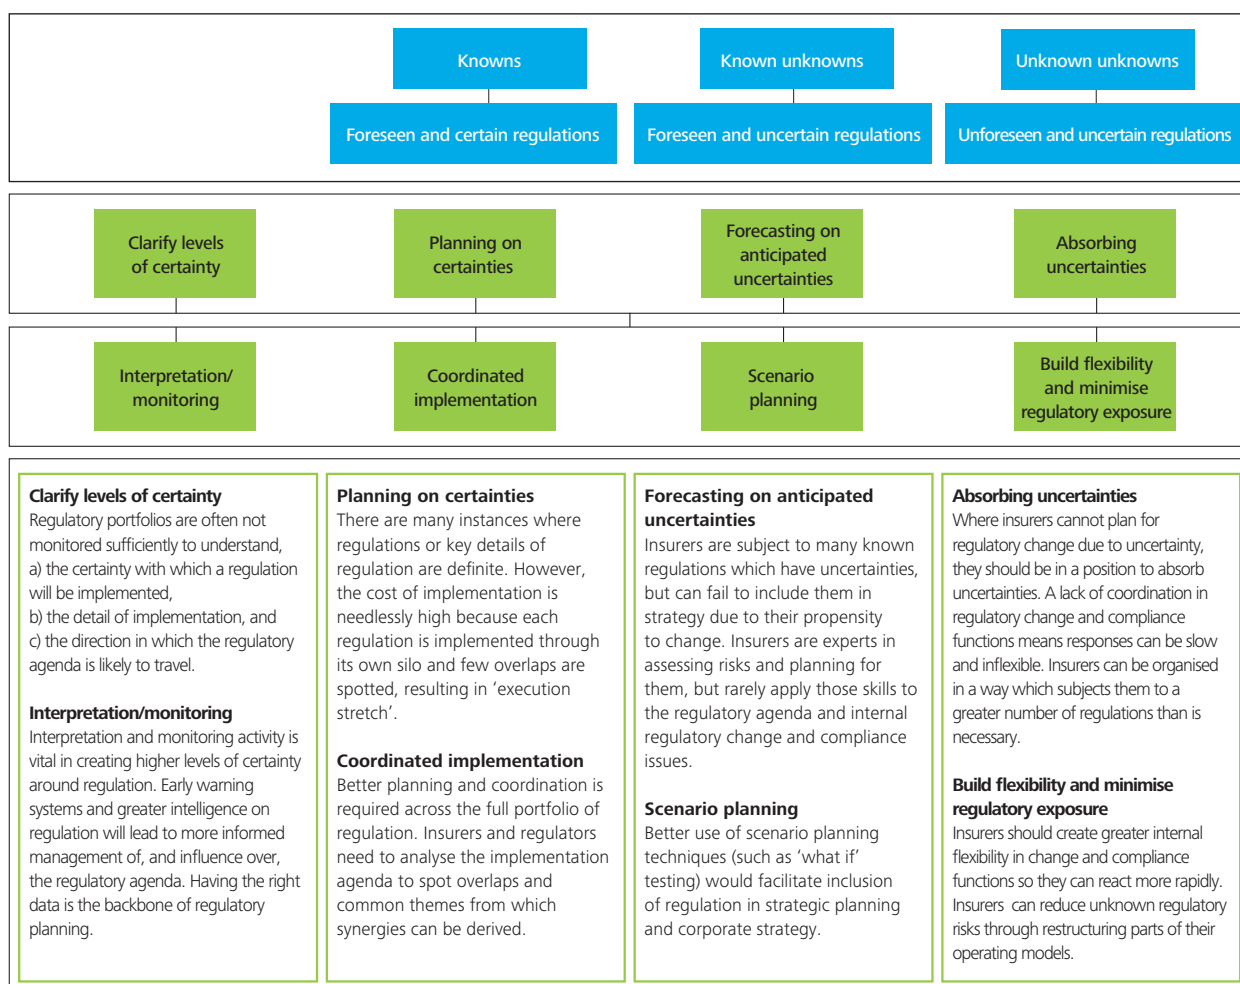 Knowns
Known unknowns
Unknown unknowns
Foreseen and certain regulations
Foreseen and uncertain regulations
Unforeseen and uncertain regulations
Clarify levels
of certainty
Planning on
certainties
Forecasting on
anticipated
uncertainties
Absorbing
uncertainties
Interpretation/
monitoring
Coordinated
implementation
Scenario
planning
Build flexibility
and minimise
regulatory exposure
Clarify levels of certainty
Regulatory portfolios are often not
monitored sufficiently to understand,
a) the certainty with which a regulation
will be implemented,
b) the detail of implementation, and
c) the direction in which the regulatory
agenda is likely to travel.
Interpretation/monitoring
Interpretation and monitoring activity is
vital in creating higher levels of certainty
around regulation. Early warning
systems and greater intelligence on
regulation will lead to more informed
management of, and influence over,
the regulatory agenda. Having the right
data is the backbone of regulatory
planning.
Planning on certainties
There are many instances where
regulations or key details of
regulation are definite. However,
the cost of implementation is
needlessly high because each
regulation is implemented through
its own silo and few overlaps are
spotted, resulting in ‘execution
stretch’.
Coordinated implementation
Better planning and coordination is
required across the full portfolio of
regulation. Insurers and regulators
need to analyse the implementation
agenda to spot overlaps and
common themes from which
synergies can be derived.
Forecasting on anticipated
uncertainties
Insurers are subject to many known
regulations which have uncertainties,
but can fail to include them in
strategy due to their propensity
to change. Insurers are experts in
assessing risks and planning for
them, but rarely apply those skills to
the regulatory agenda and internal
regulatory change and compliance
issues.
Scenario planning
Better use of scenario planning
techniques (such as ‘what if’
testing) would facilitate inclusion
of regulation in strategic planning
and corporate strategy.
Absorbing uncertainties
Where insurers cannot plan for
regulatory change due to uncertainty,
they should be in a position to absorb
uncertainties. A lack of coordination in
regulatory change and compliance
functions means responses can be slow
and inflexible. Insurers can be organised
in a way which subjects them to a
greater number of regulations than is
necessary.
Build flexibility and minimise
regulatory exposure
Insurers should create greater internal
flexibility in change and compliance
functions so they can react more rapidly.
Insurers can reduce unknown regulatory
risks through restructuring parts of their
operating models.